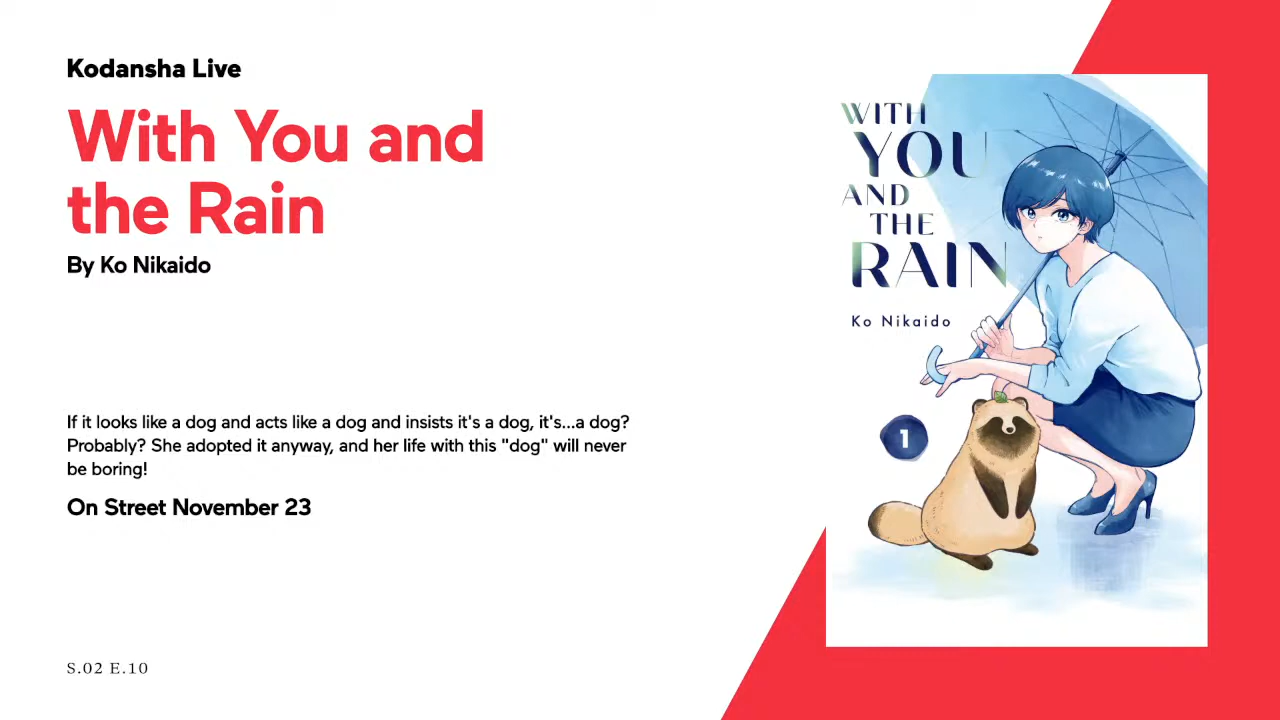 Kodansha Live
With You and
the Rain
By Ko Nikaido
If it looks like a dog and acts like a dog and insists it's a dog, it's...a dog?
Probably? She adopted it anyway, and her life with this "dog" will never
be boring!
On Street November 23
S.02 E.10
WITH
YOU
AND
THE
RAIN
Ko Nikaido
1